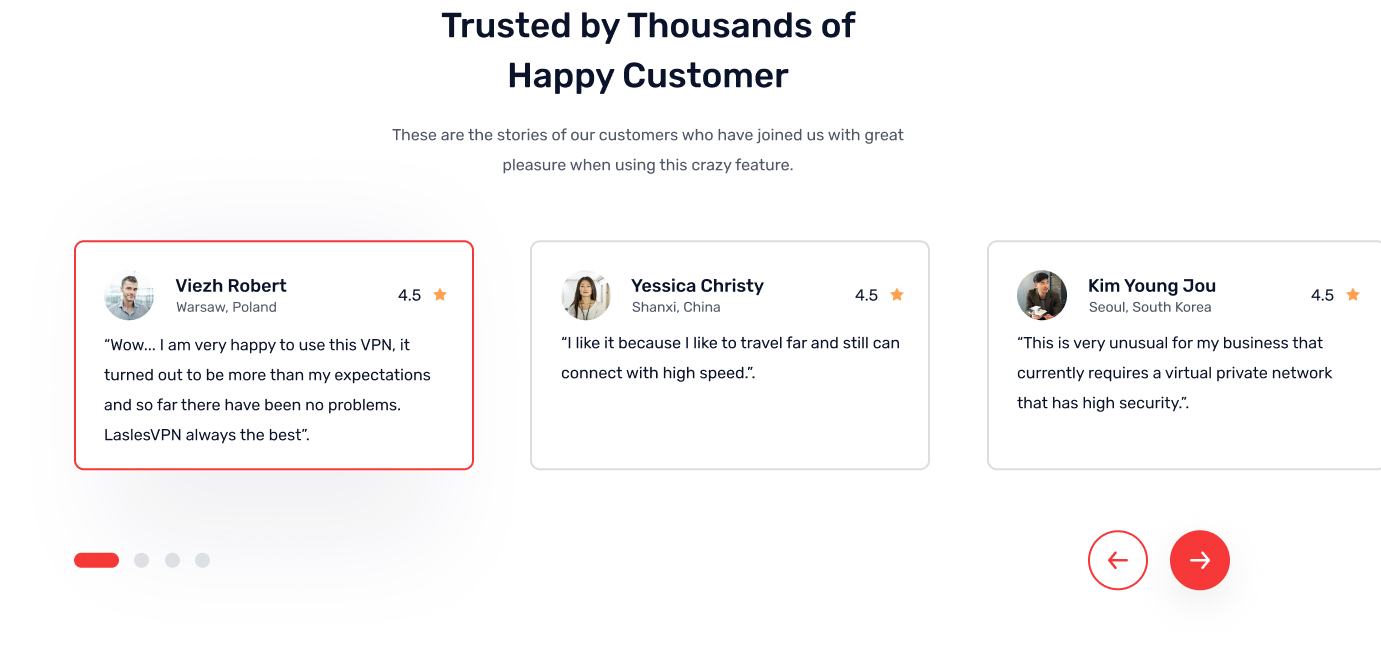 Trusted by Thousands of
Happy Customer
These are the stories of our customers who have joined us with great
pleasure when using this crazy feature.
Viezh Robert
Warsaw, Poland
4.5
“Wow... I am very happy to use this VPN, it
turned out to be more than my expectations
and so far there have been no problems.
LaslesVPN always the best”.
Yessica Christy
Shanxi, China
4.5
“I like it because I like to travel far and still can
connect with high speed.”.
Kim Young Jou
Seoul, South Korea
4.5
“This is very unusual for my business that
currently requires a virtual private network
that has high security.”.